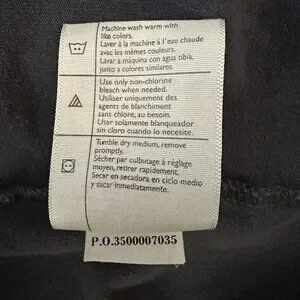 Machine wash warm with
like colors.
Laver à la machine à l'eau chaude
avec les mêmes couleurs.
Lavar a maquina con agua tibia,
junto a colores similares.
Use only non-chlorine
bleach when needed.
Utiliser uniquement des
agents de blanchiment
sans chlore, au besoin.
Usar solamente blanqueador
sin cloro cuando lo necesite.
Tumble dry medium, remove
promptly.
Sécher par culbutage à réglage
moyen, retirer rapidement.
Sacar en secadora en ciclo medio
y sacar inmediatamente.
P.O.3500007035